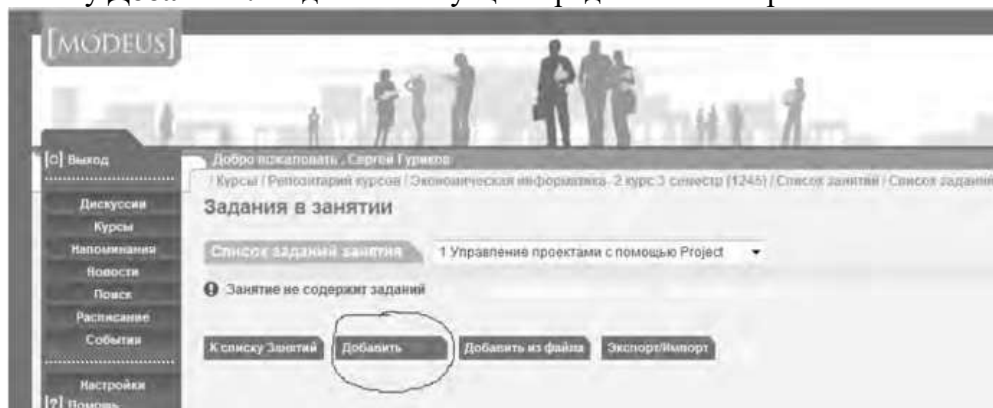 [MODEUS]
[O] Выход
Добро пожаловать, Сергей Гуриков
/ Курсы / Репозитарий курсов / Экономическая информатика- 2 курс 3 семестр (1245) / Список занятий / Список заданий
Дискуссии
Курсы
Напоминания
Новости
Поиск
Расписание
События
Настройки
[?] Помощь
Задания в занятии
Список заданий занятия
1 Управление проектами с помощью Project
Занятие не содержит заданий
К списку Занятий
Добавить
Добавить из файла
Экспорт/Импорт